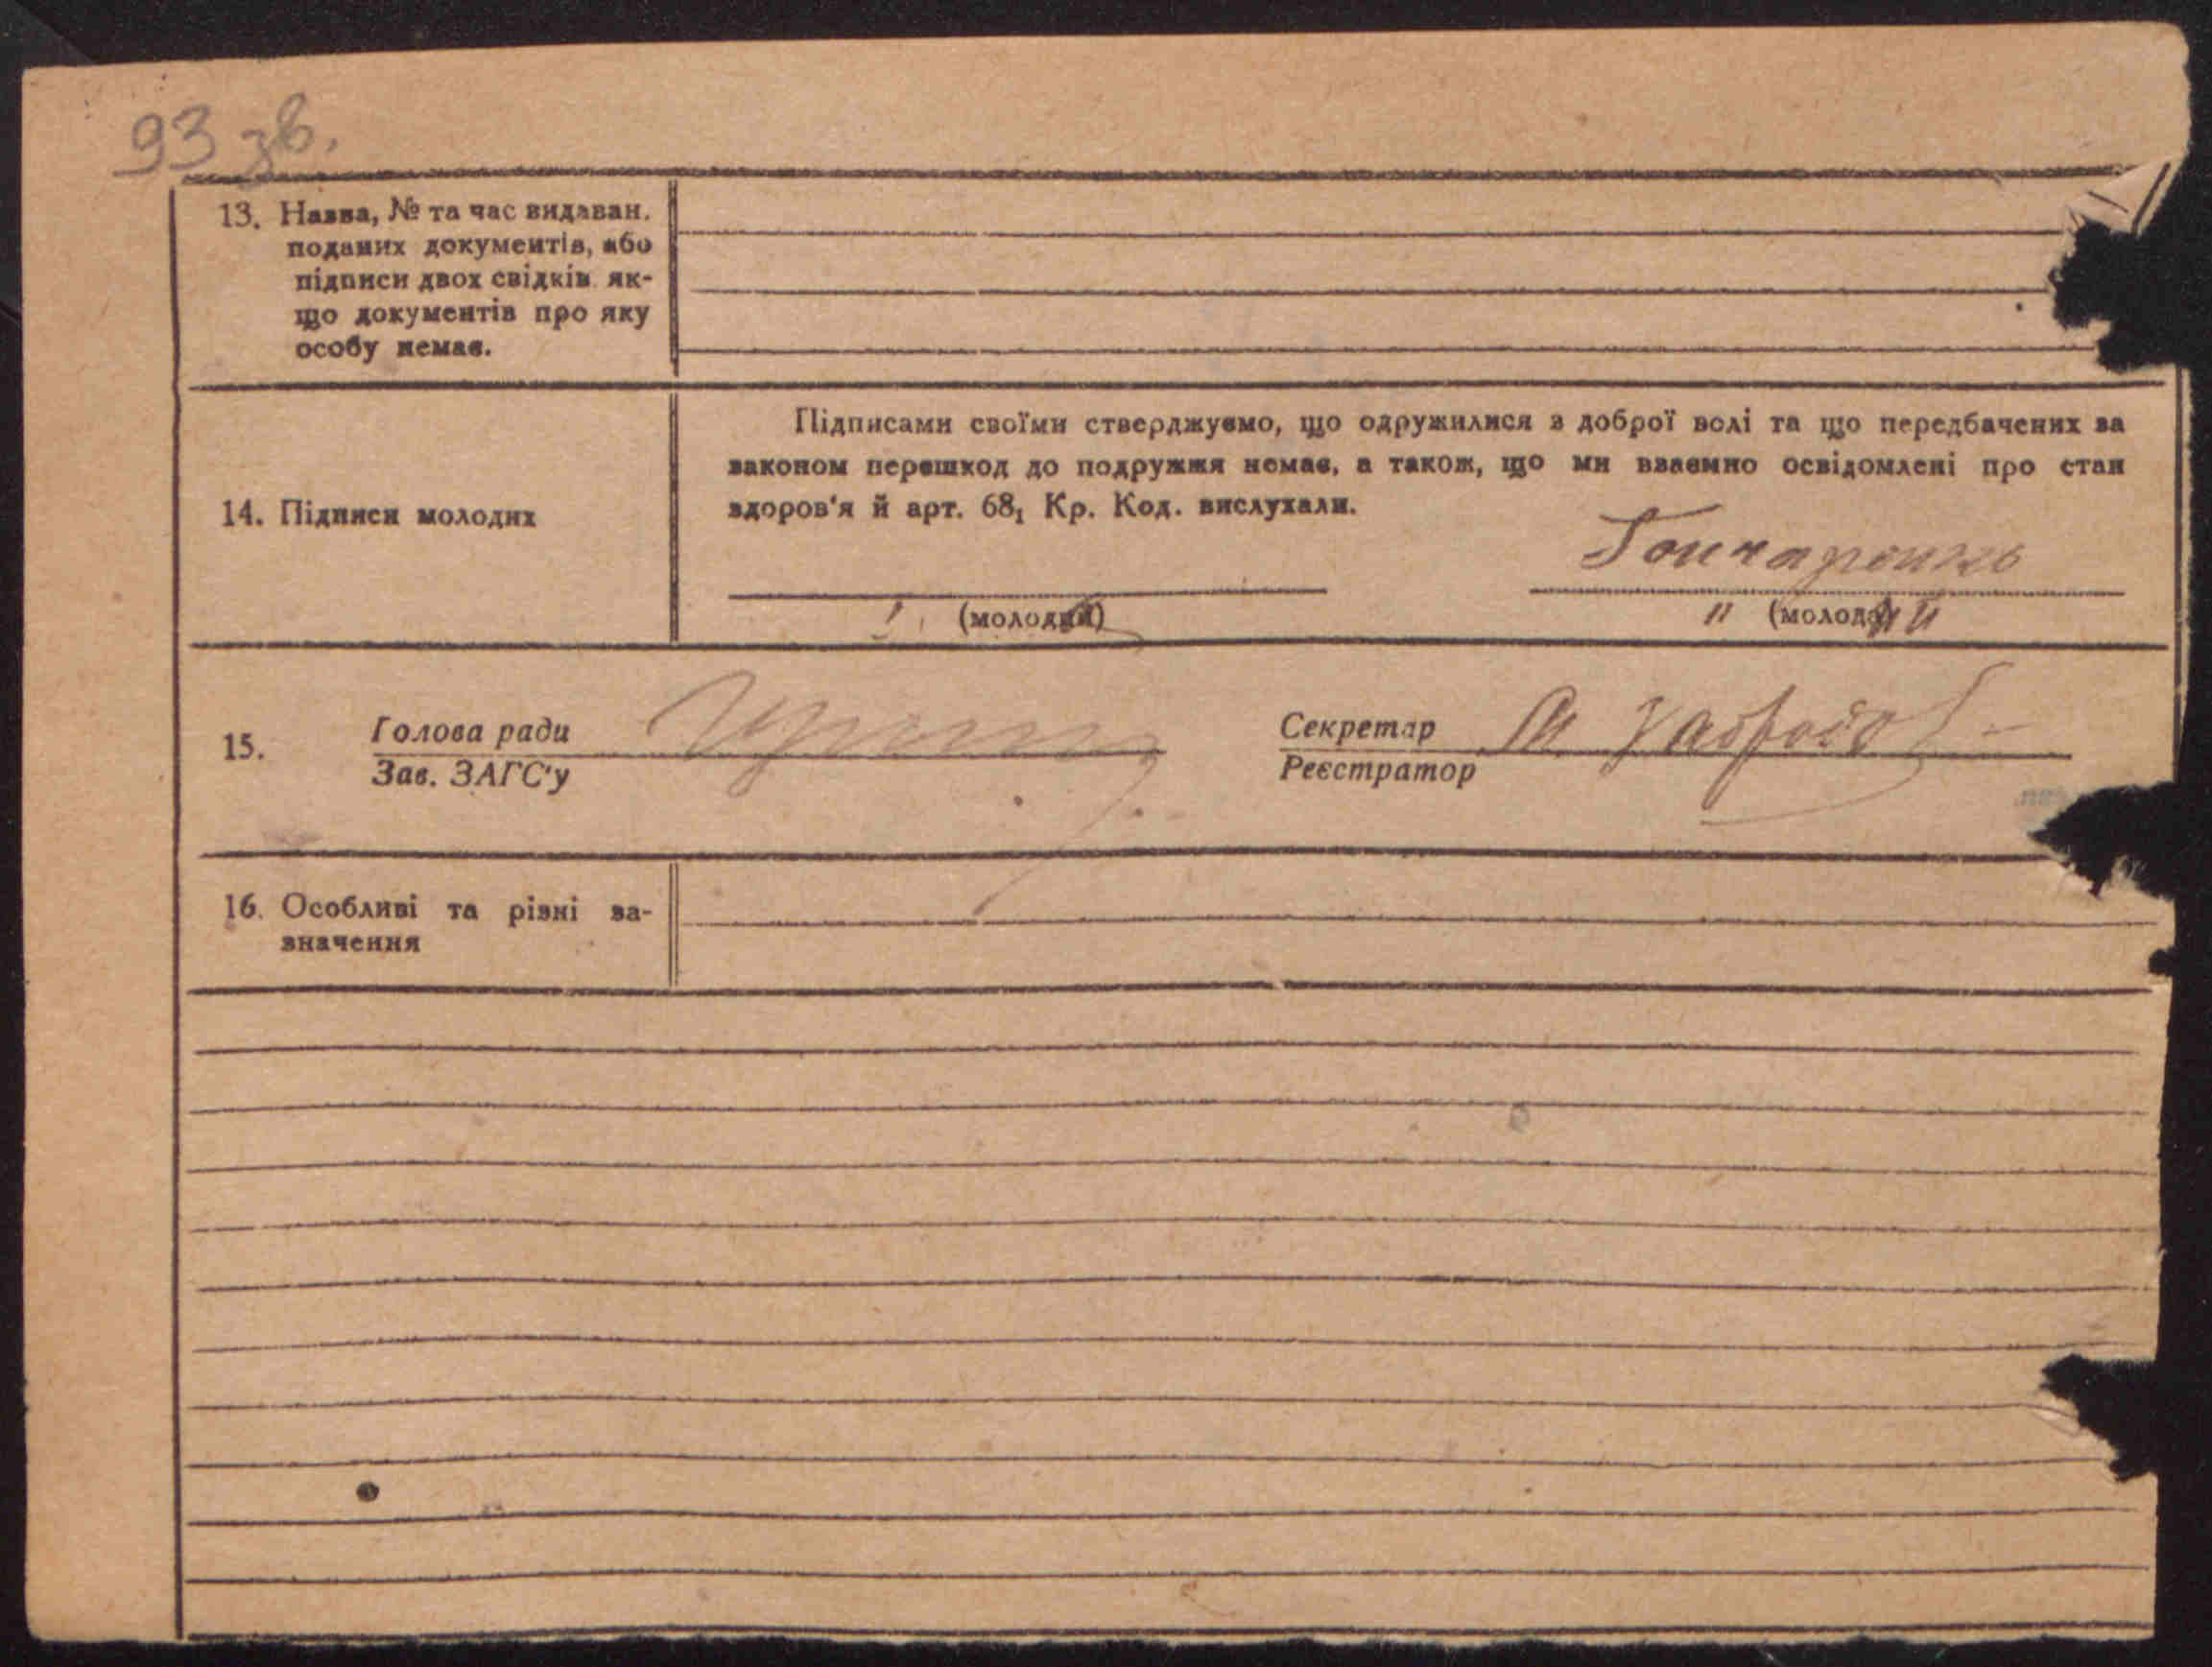 93 зв.
13. Назва, № та час видаван.
поданих документів, або
підписи двох свідків як-
що документів про яку
особу немає.
Підписами своїми стверджуємо, що одружилися з доброї волі та що передбачених за
законом перешкод до подружжя немає, а також, що ми взаємно освідомлені про стан
14. Підписи молодих
здоров'я й арт. 68₁ Кр. Код. вислухали.
Гончаренко
(молодий) (молода)
15. Голова ради Секретар
Зав. ЗАГС'у Реєстратор
16. Особливі та різні за-
значення